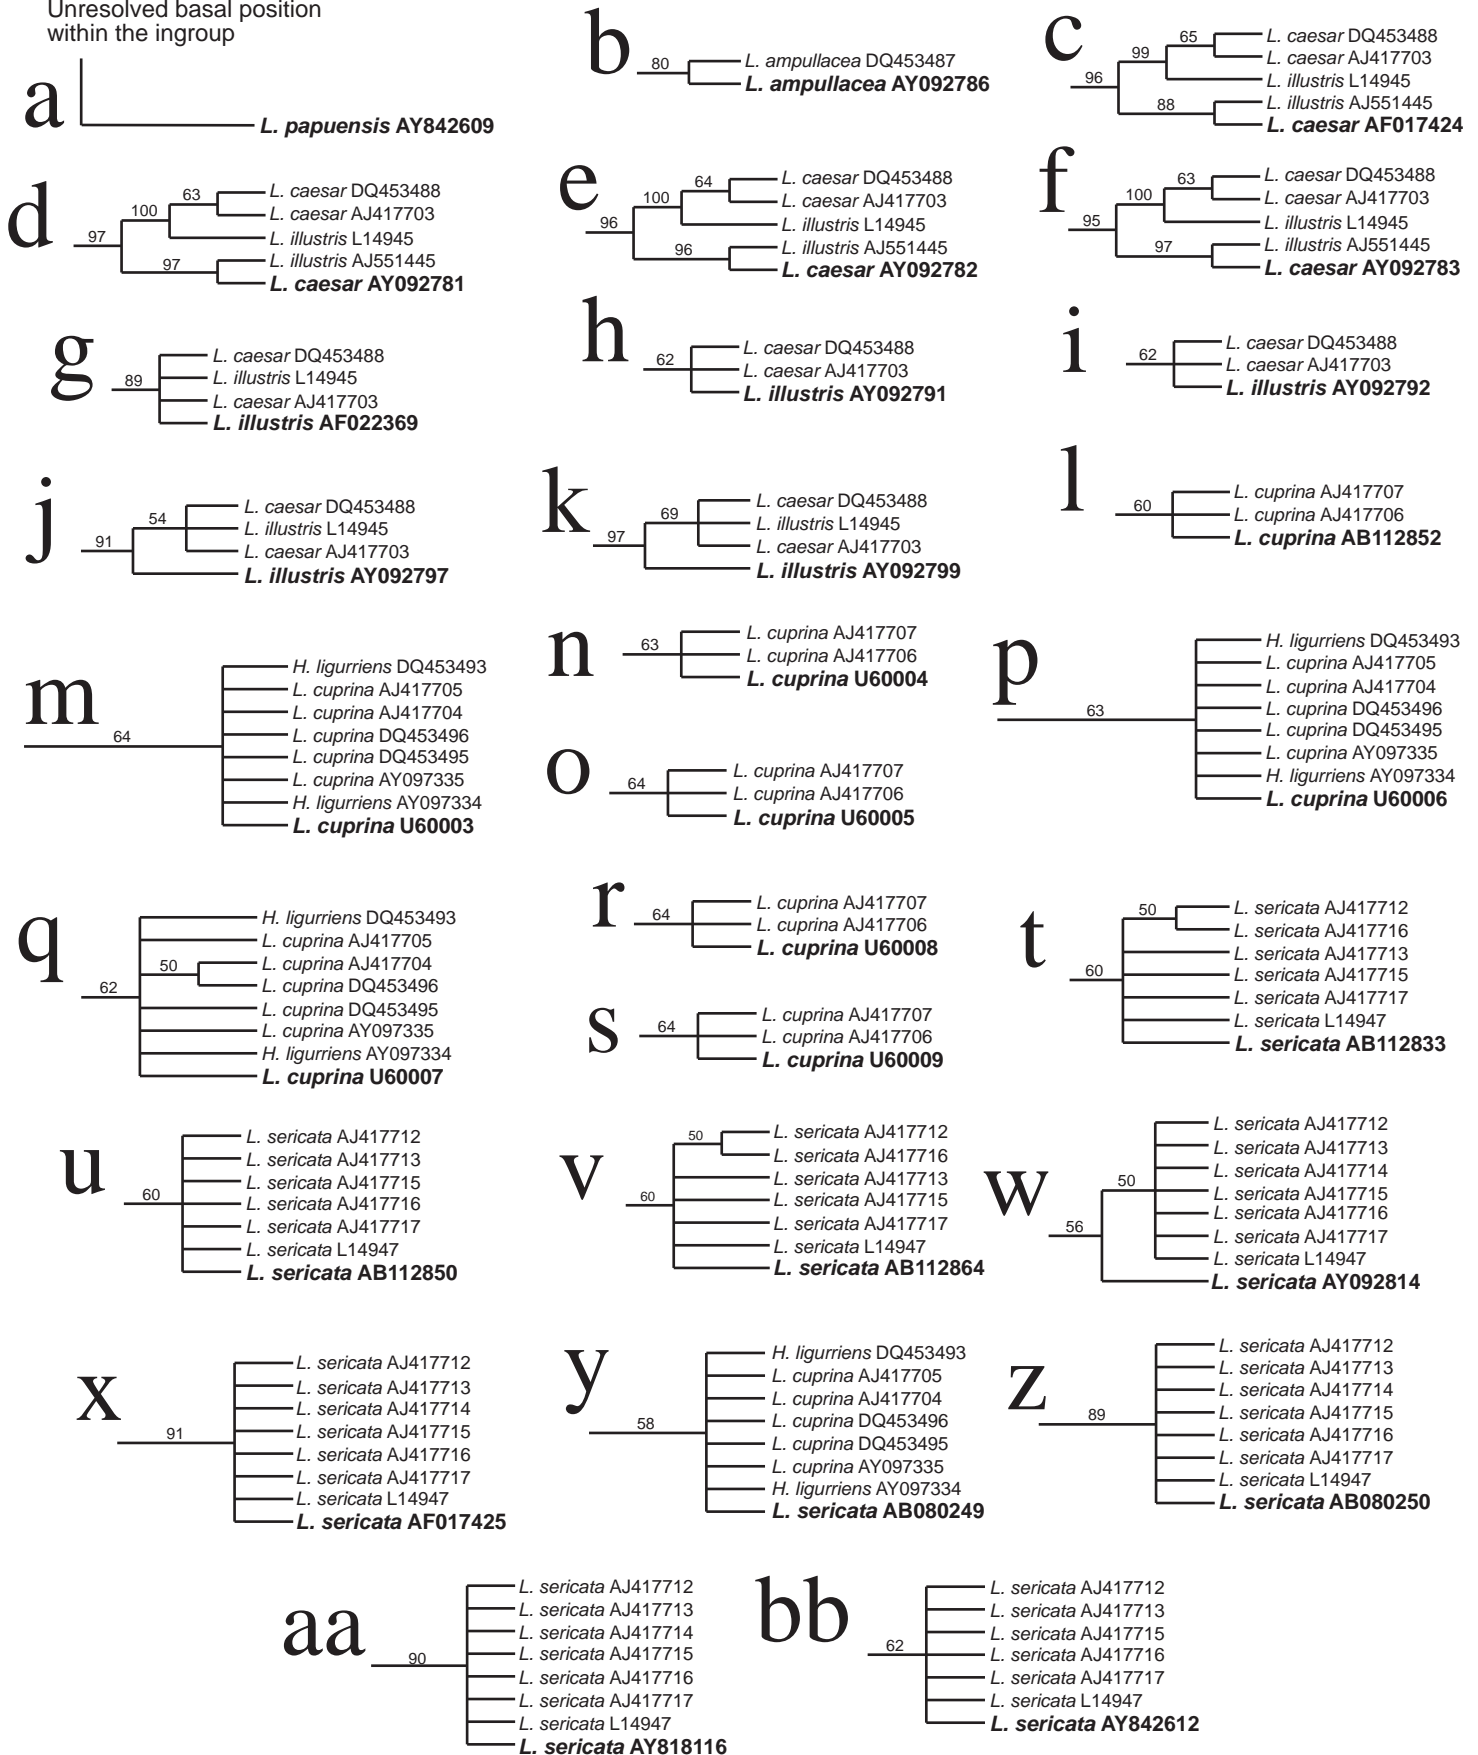 Unresolved basal position
within the ingroup
a
L. papuensis AY842609
b
80
L. ampullacea DQ453487
L. ampullacea AY092786
c
96
99
65
L. caesar DQ453488
L. caesar AJ417703
L. illustris L14945
88
L. illustris AJ551445
L. caesar AF017424
d
97
100
63
L. caesar DQ453488
L. caesar AJ417703
L. illustris L14945
97
L. illustris AJ551445
L. caesar AY092781
e
96
100
64
L. caesar DQ453488
L. caesar AJ417703
L. illustris L14945
96
L. illustris AJ551445
L. caesar AY092782
f
95
100
63
L. caesar DQ453488
L. caesar AJ417703
L. illustris L14945
97
L. illustris AJ551445
L. caesar AY092783
g
89
L. caesar DQ453488
L. illustris L14945
L. caesar AJ417703
L. illustris AF022369
h
62
L. caesar DQ453488
L. caesar AJ417703
L. illustris AY092791
i
62
L. caesar DQ453488
L. caesar AJ417703
L. illustris AY092792
j
91
54
L. caesar DQ453488
L. illustris L14945
L. caesar AJ417703
L. illustris AY092797
k
97
69
L. caesar DQ453488
L. illustris L14945
L. caesar AJ417703
L. illustris AY092799
l
60
L. cuprina AJ417707
L. cuprina AJ417706
L. cuprina AB112852
m
64
H. ligurriens DQ453493
L. cuprina AJ417705
L. cuprina AJ417704
L. cuprina DQ453496
L. cuprina DQ453495
L. cuprina AY097335
H. ligurriens AY097334
L. cuprina U60003
n
63
L. cuprina AJ417707
L. cuprina AJ417706
L. cuprina U60004
o
64
L. cuprina AJ417707
L. cuprina AJ417706
L. cuprina U60005
p
63
H. ligurriens DQ453493
L. cuprina AJ417705
L. cuprina AJ417704
L. cuprina DQ453496
L. cuprina DQ453495
L. cuprina AY097335
H. ligurriens AY097334
L. cuprina U60006
q
62
50
H. ligurriens DQ453493
L. cuprina AJ417705
L. cuprina AJ417704
L. cuprina DQ453496
L. cuprina DQ453495
L. cuprina AY097335
H. ligurriens AY097334
L. cuprina U60007
r
64
L. cuprina AJ417707
L. cuprina AJ417706
L. cuprina U60008
s
64
L. cuprina AJ417707
L. cuprina AJ417706
L. cuprina U60009
t
60
50
L. sericata AJ417712
L. sericata AJ417716
L. sericata AJ417713
L. sericata AJ417715
L. sericata AJ417717
L. sericata L14947
L. sericata AB112833
u
60
L. sericata AJ417712
L. sericata AJ417713
L. sericata AJ417715
L. sericata AJ417716
L. sericata AJ417717
L. sericata L14947
L. sericata AB112850
v
60
50
L. sericata AJ417712
L. sericata AJ417716
L. sericata AJ417713
L. sericata AJ417715
L. sericata AJ417717
L. sericata L14947
L. sericata AB112864
w
56
50
L. sericata AJ417712
L. sericata AJ417713
L. sericata AJ417714
L. sericata AJ417715
L. sericata AJ417716
L. sericata AJ417717
L. sericata L14947
L. sericata AY092814
x
91
L. sericata AJ417712
L. sericata AJ417713
L. sericata AJ417714
L. sericata AJ417715
L. sericata AJ417716
L. sericata AJ417717
L. sericata L14947
L. sericata AF017425
y
58
H. ligurriens DQ453493
L. cuprina AJ417705
L. cuprina AJ417704
L. cuprina DQ453496
L. cuprina DQ453495
L. cuprina AY097335
H. ligurriens AY097334
L. sericata AB080249
z
89
L. sericata AJ417712
L. sericata AJ417713
L. sericata AJ417714
L. sericata AJ417715
L. sericata AJ417716
L. sericata AJ417717
L. sericata L14947
L. sericata AB080250
aa
90
L. sericata AJ417712
L. sericata AJ417713
L. sericata AJ417714
L. sericata AJ417715
L. sericata AJ417716
L. sericata AJ417717
L. sericata L14947
L. sericata AY818116
bb
62
L. sericata AJ417712
L. sericata AJ417713
L. sericata AJ417715
L. sericata AJ417716
L. sericata AJ417717
L. sericata L14947
L. sericata AY842612